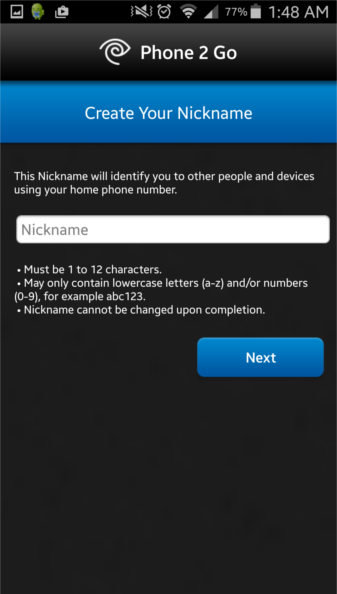 77% 1:48 AM
Phone 2 Go
Create Your Nickname
This Nickname will identify you to other people and devices
using your home phone number.
Nickname
• Must be 1 to 12 characters.
• May only contain lowercase letters (a-z) and/or numbers
(0-9), for example abc123.
• Nickname cannot be changed upon completion.
Next